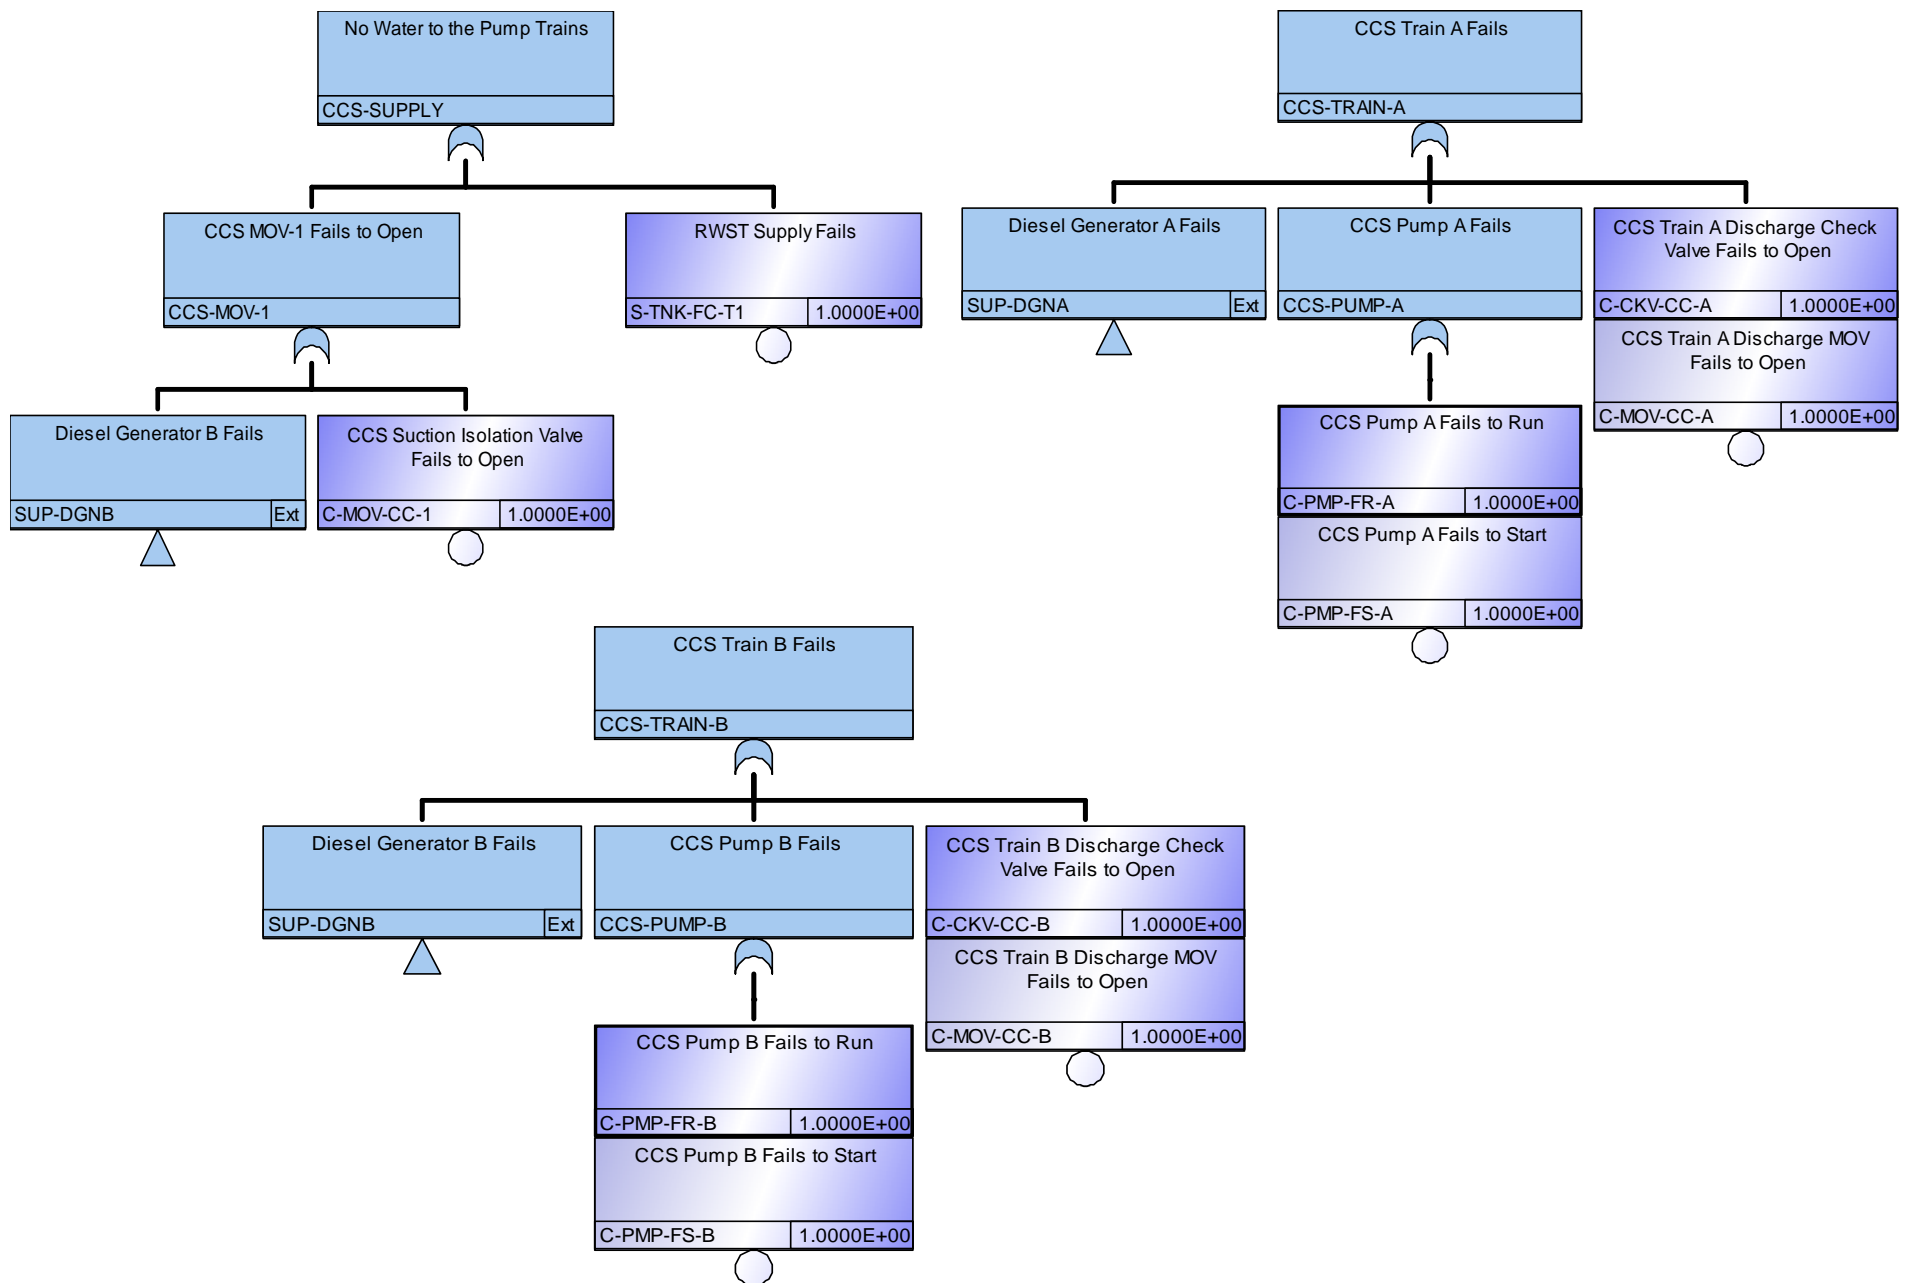 No Water to the Pump Trains
CCS-SUPPLY
CCS MOV-1 Fails to Open
CCS-MOV-1
RWST Supply Fails
S-TNK-FC-T1 1.0000E+00
Diesel Generator B Fails
SUP-DGNB Ext
CCS Suction Isolation Valve
Fails to Open
C-MOV-CC-1 1.0000E+00
CCS Train A Fails
CCS-TRAIN-A
Diesel Generator A Fails
SUP-DGNA Ext
CCS Pump A Fails
CCS-PUMP-A
CCS Train A Discharge Check
Valve Fails to Open
C-CKV-CC-A 1.0000E+00
CCS Train A Discharge MOV
Fails to Open
C-MOV-CC-A 1.0000E+00
CCS Pump A Fails to Run
C-PMP-FR-A 1.0000E+00
CCS Pump A Fails to Start
C-PMP-FS-A 1.0000E+00
CCS Train B Fails
CCS-TRAIN-B
Diesel Generator B Fails
SUP-DGNB Ext
CCS Pump B Fails
CCS-PUMP-B
CCS Train B Discharge Check
Valve Fails to Open
C-CKV-CC-B 1.0000E+00
CCS Train B Discharge MOV
Fails to Open
C-MOV-CC-B 1.0000E+00
CCS Pump B Fails to Run
C-PMP-FR-B 1.0000E+00
CCS Pump B Fails to Start
C-PMP-FS-B 1.0000E+00